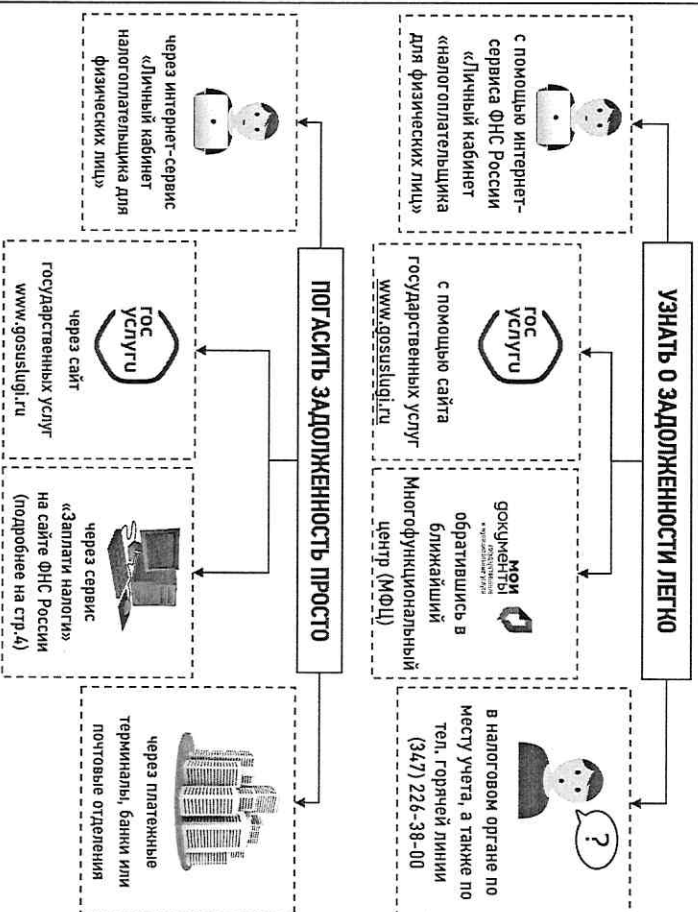 УЗНАТЬ О ЗАДОЛЖЕННОСТИ ЛЕГКО
с помощью интернет-
сервиса ФНС России
«Личный кабинет
«налогоплательщика
для физических лиц»
гос
услуги
с помощью сайта
государственных услуг
www.gosuslugi.ru
мои
документы
государственные
и муниципальные услуги
обратившись в
ближайший
Многофункциональный
центр (МФЦ)
?
в налоговом органе по
месту учета, а также по
тел. горячей линии
(347) 226-38-00
ПОГАСИТЬ ЗАДОЛЖЕННОСТЬ ПРОСТО
через интернет-сервис
«Личный кабинет
налогоплательщика для
физических лиц»
гос
услуги
через сайт
государственных услуг
www.gosuslugi.ru
через сервис
«Заплати налоги»
на сайте ФНС России
(подробнее на стр.4)
через платежные
терминалы, банки или
почтовые отделения